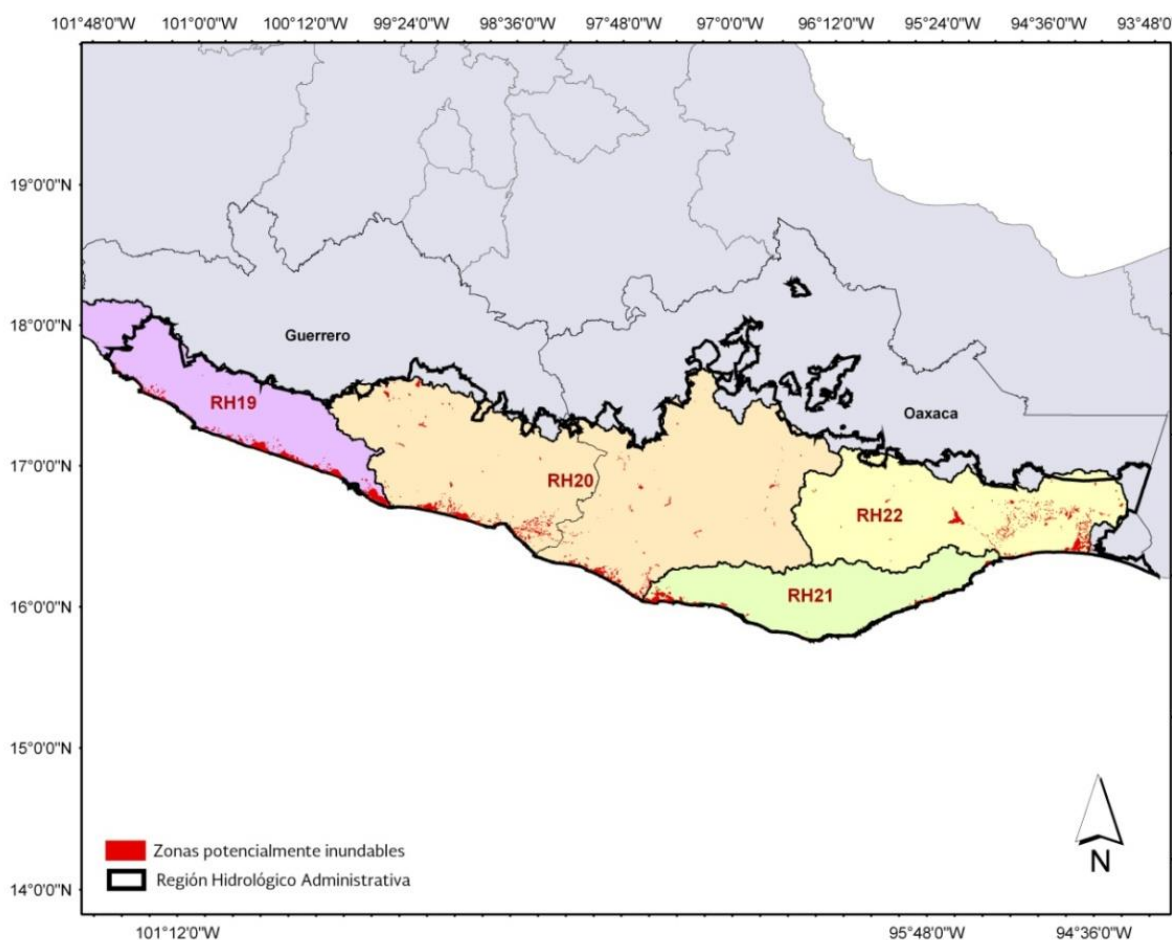 101°48'0"W 101°0'0"W 100°12'0"W 99°24'0"W 98°36'0"W 97°48'0"W 97°0'0"W 96°12'0"W 95°24'0"W 94°36'0"W 93°48'0"W
19°0'0"N
18°0'0"N
Guerrero
RH19
Oaxaca
17°0'0"N
RH20
RH22
RH21
16°0'0"N
15°0'0"N
Zonas potencialmente inundables
N
Región Hidrológico Administrativa
14°0'0"N
101°12'0"W 95°48'0"W 94°36'0"W